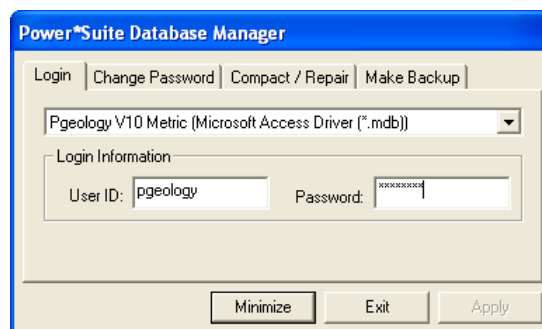 Power*Suite Database Manager
Login Change Password Compact / Repair Make Backup
Pgeology V10 Metric (Microsoft Access Driver (*.mdb))
Login Information
User ID: pgeology Password: ********
Minimize Exit Apply